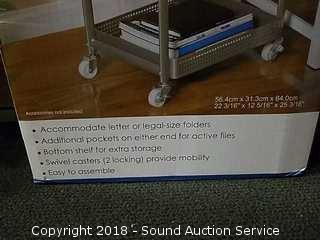 Accessories not included.
56.4cm x 31.3cm x 64.0cm
22 3/16" x 12 5/16" x 25 3/16"
• Accommodate letter or legal-size folders
• Additional pockets on either end for active files
• Bottom shelf for extra storage
• Swivel casters (2 locking) provide mobility
• Easy to assemble
Copyright 2018 - Sound Auction Service